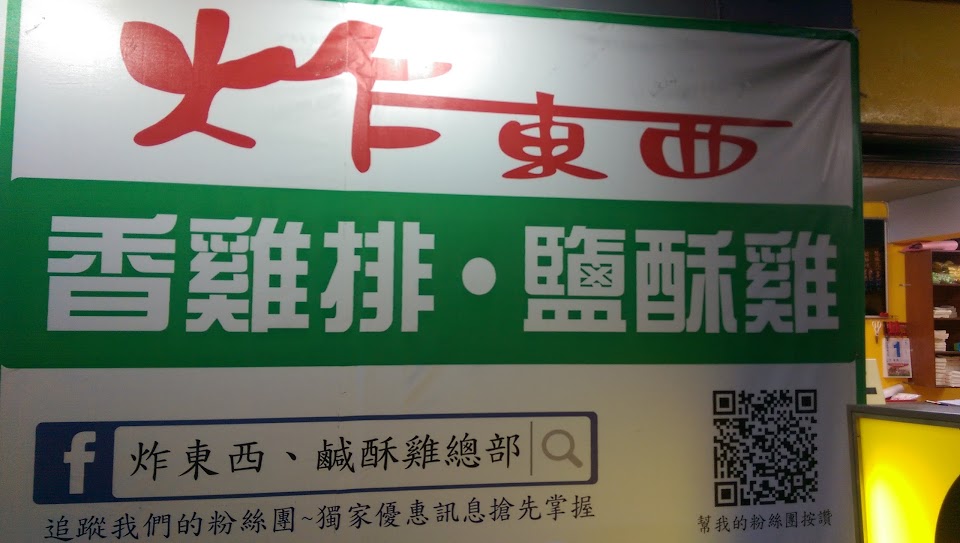 炸東西
香雞排・鹽酥雞
f 炸東西、鹹酥雞總部
追蹤我們的粉絲團~獨家優惠訊息搶先掌握
幫我的粉絲團按讚
1